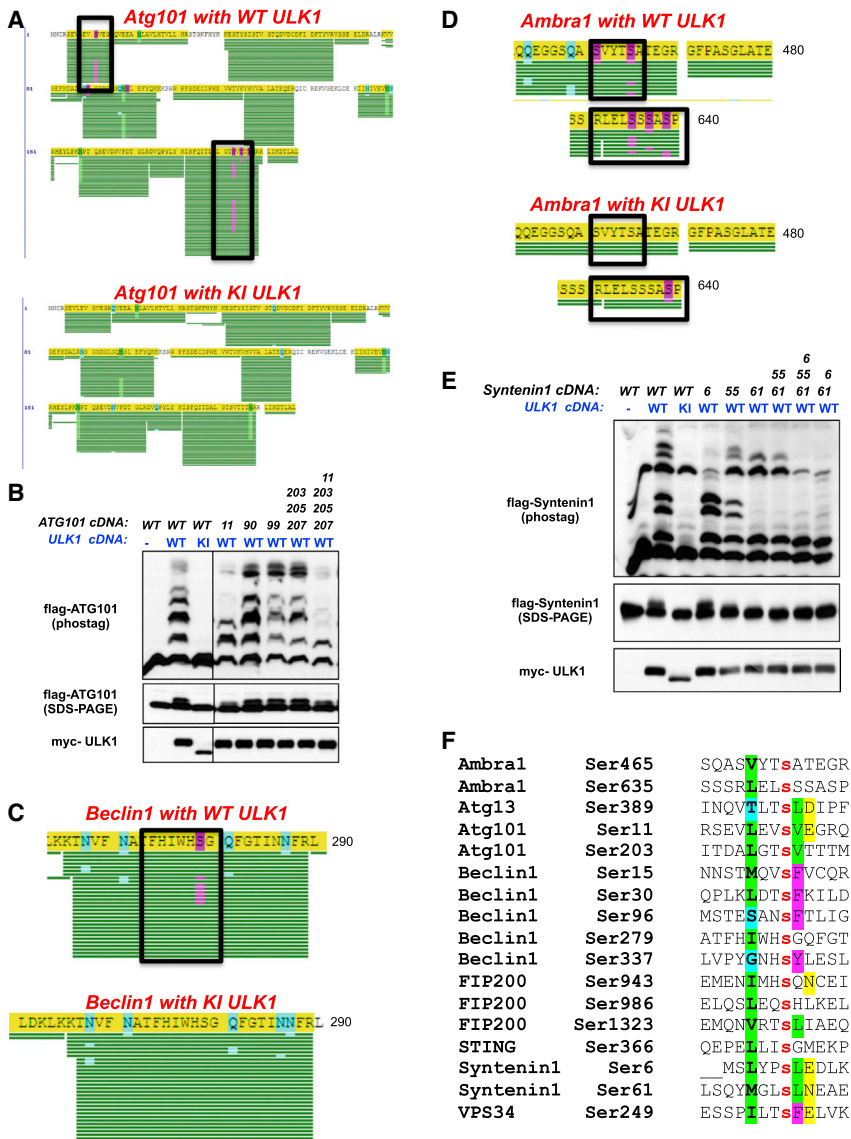 A
Atg101 with WT ULK1
1
81
161
Atg101 with KI ULK1
1
81
161
B
11
203 203
205 205
ATG101 cDNA: WT WT WT 11 90 99 207 207
ULK1 cDNA: - WT KI WT WT WT WT WT
flag-ATG101
(phostag)
flag-ATG101
(SDS-PAGE)
myc- ULK1
C
Beclin1 with WT ULK1
LKKTNVF NATFHIWHSG QFGTINNFRL 290
Beclin1 with KI ULK1
LDKLKKTNVF NATFHIWHSG QFGTINNFRL 290
D
Ambra1 with WT ULK1
QQEGGSQA SVYTSATEGR GFPASGLATE 480
SS RLELSSSASP 640
Ambra1 with KI ULK1
QQEGGSQA SVYTSATEGR GFPASGLATE 480
SSS RLELSSSASP 640
E
6
55 55 6
Syntenin1 cDNA: WT WT WT 6 55 61 61 61 61
ULK1 cDNA: - WT KI WT WT WT WT WT WT
flag-Syntenin1
(phostag)
flag-Syntenin1
(SDS-PAGE)
myc- ULK1
F
Ambra1 Ser465 SQASVYTsATEGR
Ambra1 Ser635 SSSRLELsSSASP
Atg13 Ser389 INQVTLTsLDIPF
Atg101 Ser11 RSEVLEVsVEGRQ
Atg101 Ser203 ITDALGTsVTTTM
Beclin1 Ser15 NNSTMQVsFVCQR
Beclin1 Ser30 QPLKLDTsFKILD
Beclin1 Ser96 MSTESANsFTLIG
Beclin1 Ser279 ATFHIWHsGQFGT
Beclin1 Ser337 LVPYGNHsYLESL
FIP200 Ser943 EMENIMHsQNCEI
FIP200 Ser986 ELQSLEQsHLKEL
FIP200 Ser1323 EMQNVRTsLIAEQ
STING Ser366 QEPELLIsGMEKP
Syntenin1 Ser6 __MSLYPsLEDLK
Syntenin1 Ser61 LSQYMGLsLNEAE
VPS34 Ser249 ESSPILTsFELVK